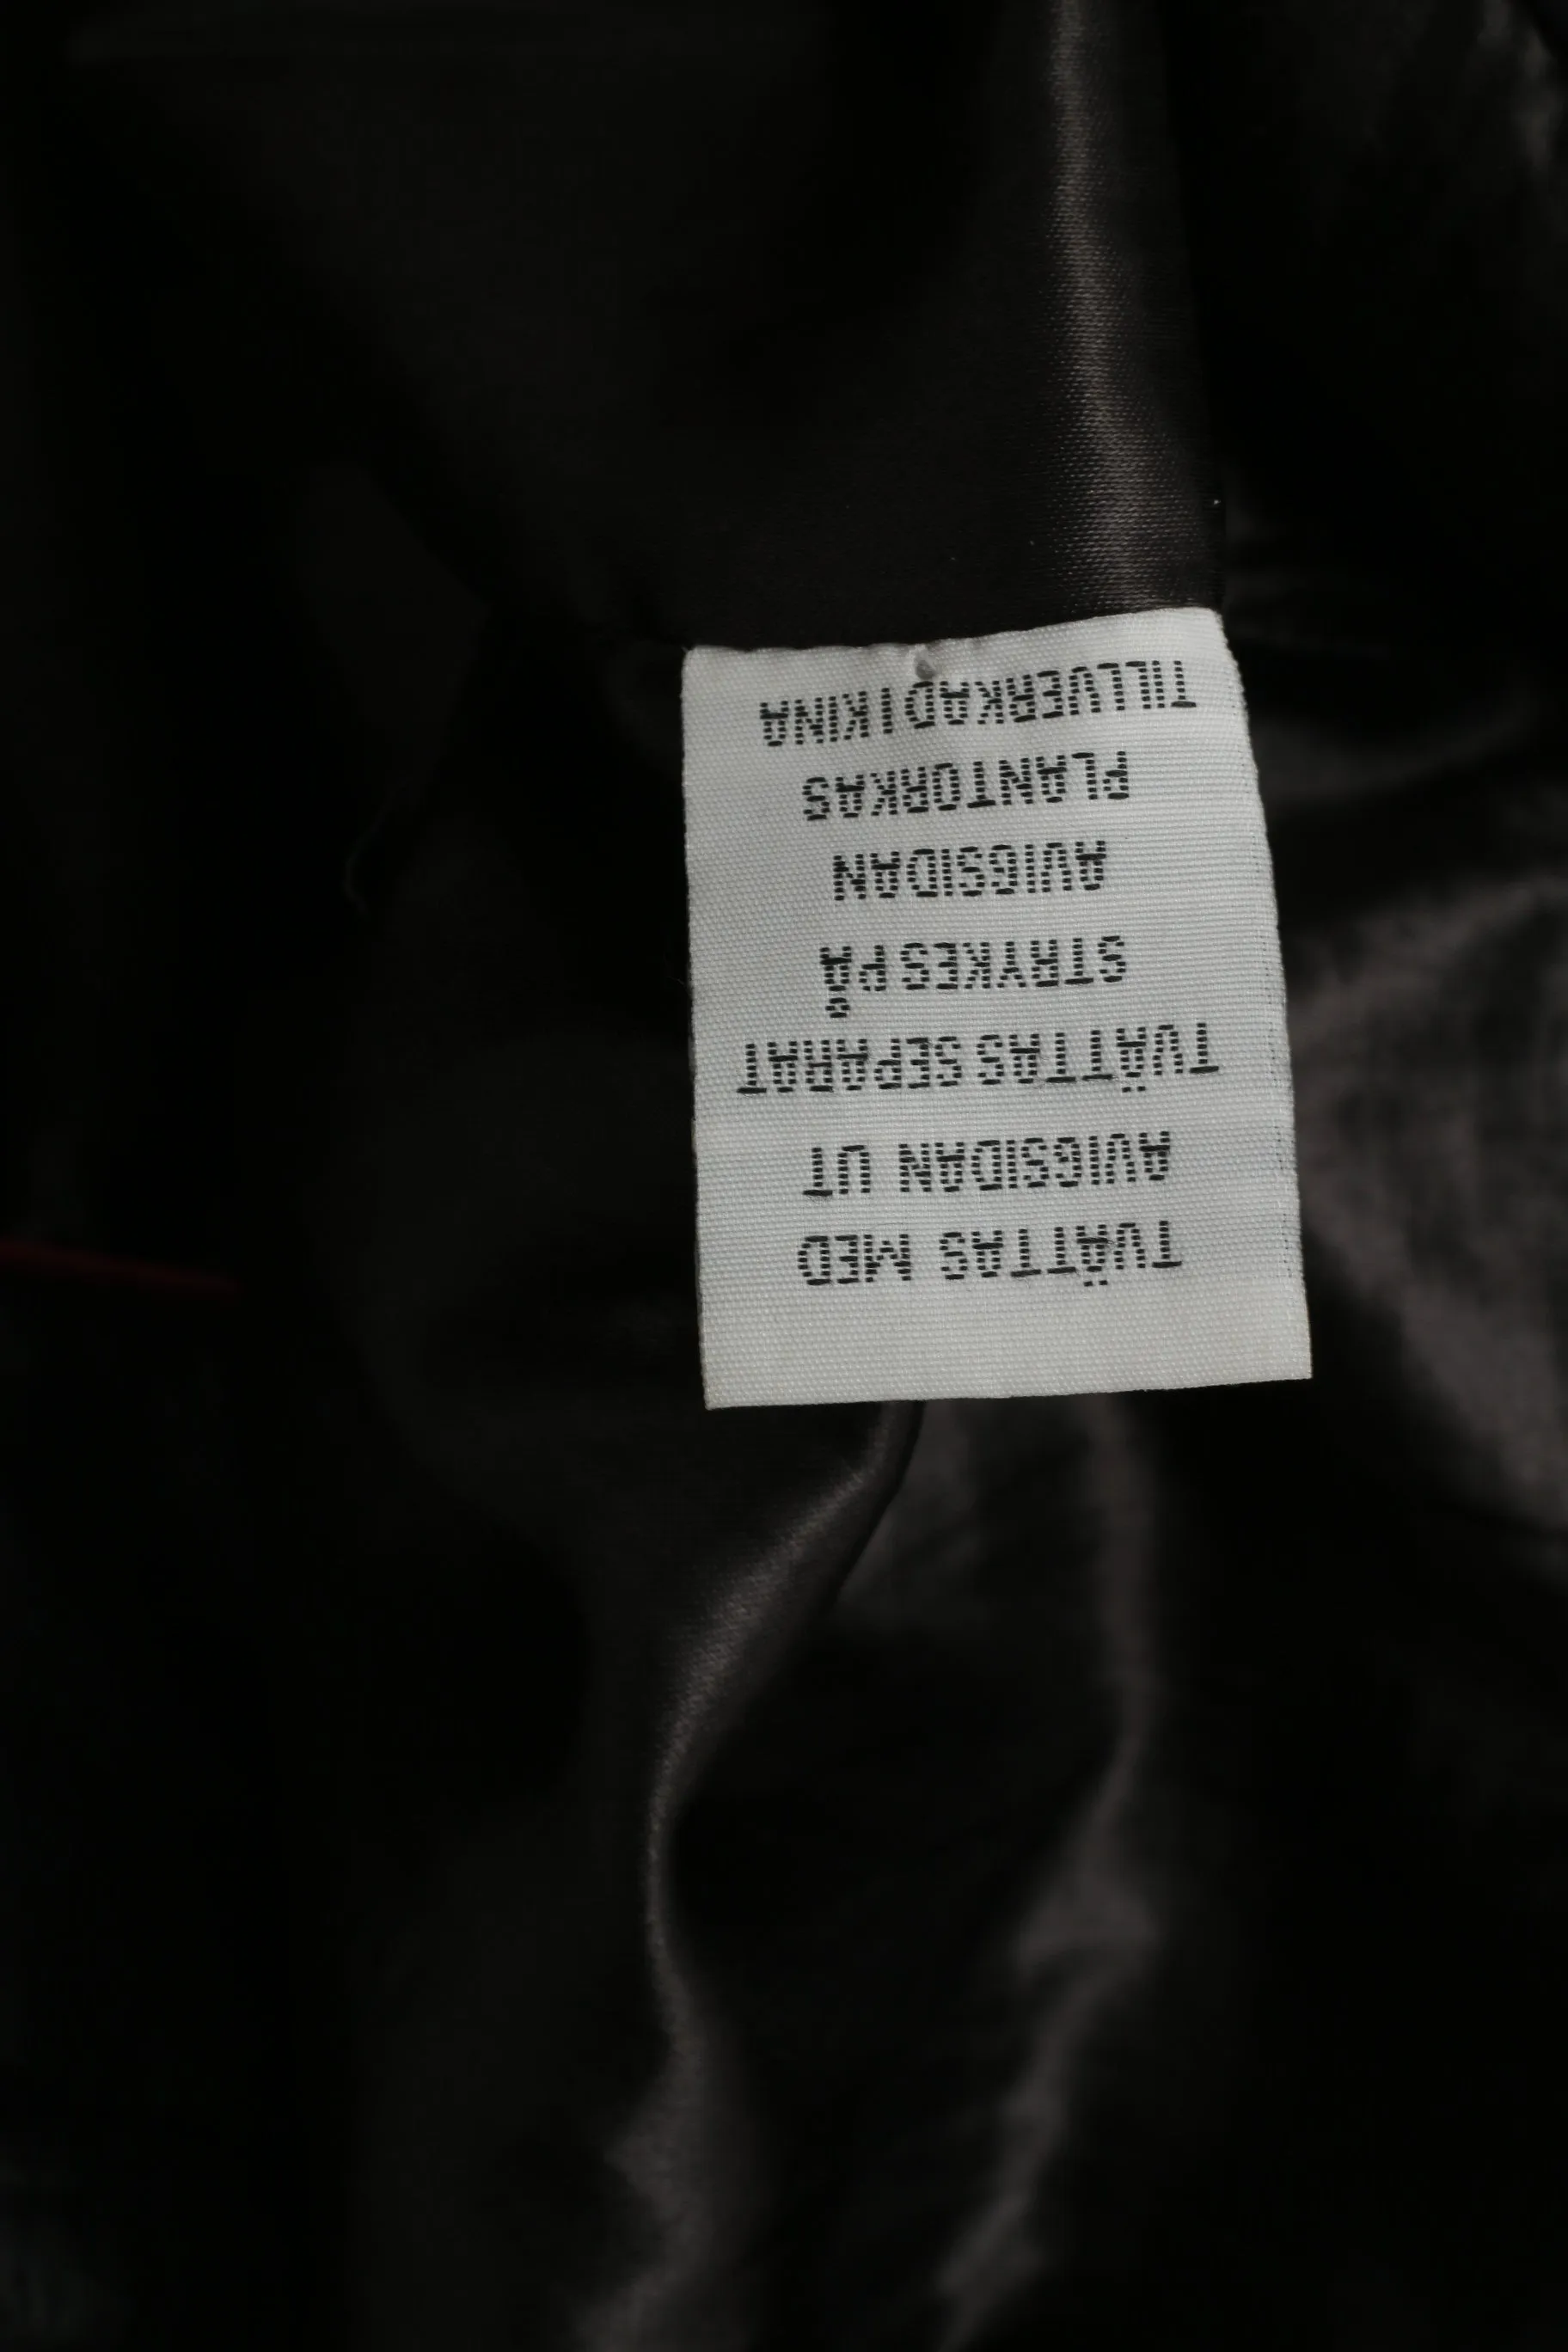 TVÄTTAS MED
AVIGSIDAN UT
TVÄTTAS SEPARAT
STRYKES PÅ
AVIGSIDAN
PLANTORKAS
TILLVERKAD I KINA